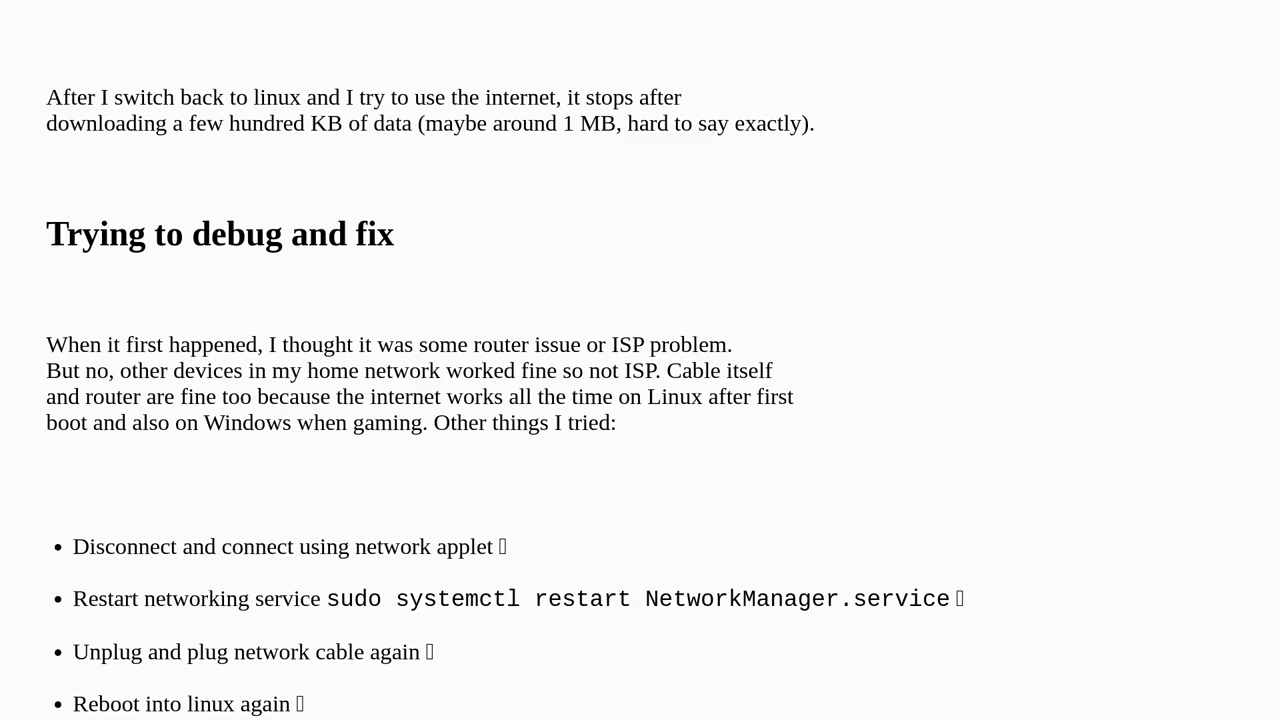 After I switch back to linux and I try to use the internet, it stops after
downloading a few hundred KB of data (maybe around 1 MB, hard to say exactly).
Trying to debug and fix
When it first happened, I thought it was some router issue or ISP problem.
But no, other devices in my home network worked fine so not ISP. Cable itself
and router are fine too because the internet works all the time on Linux after first
boot and also on Windows when gaming. Other things I tried:
• Disconnect and connect using network applet
• Restart networking service sudo systemctl restart NetworkManager.service
• Unplug and plug network cable again
• Reboot into linux again